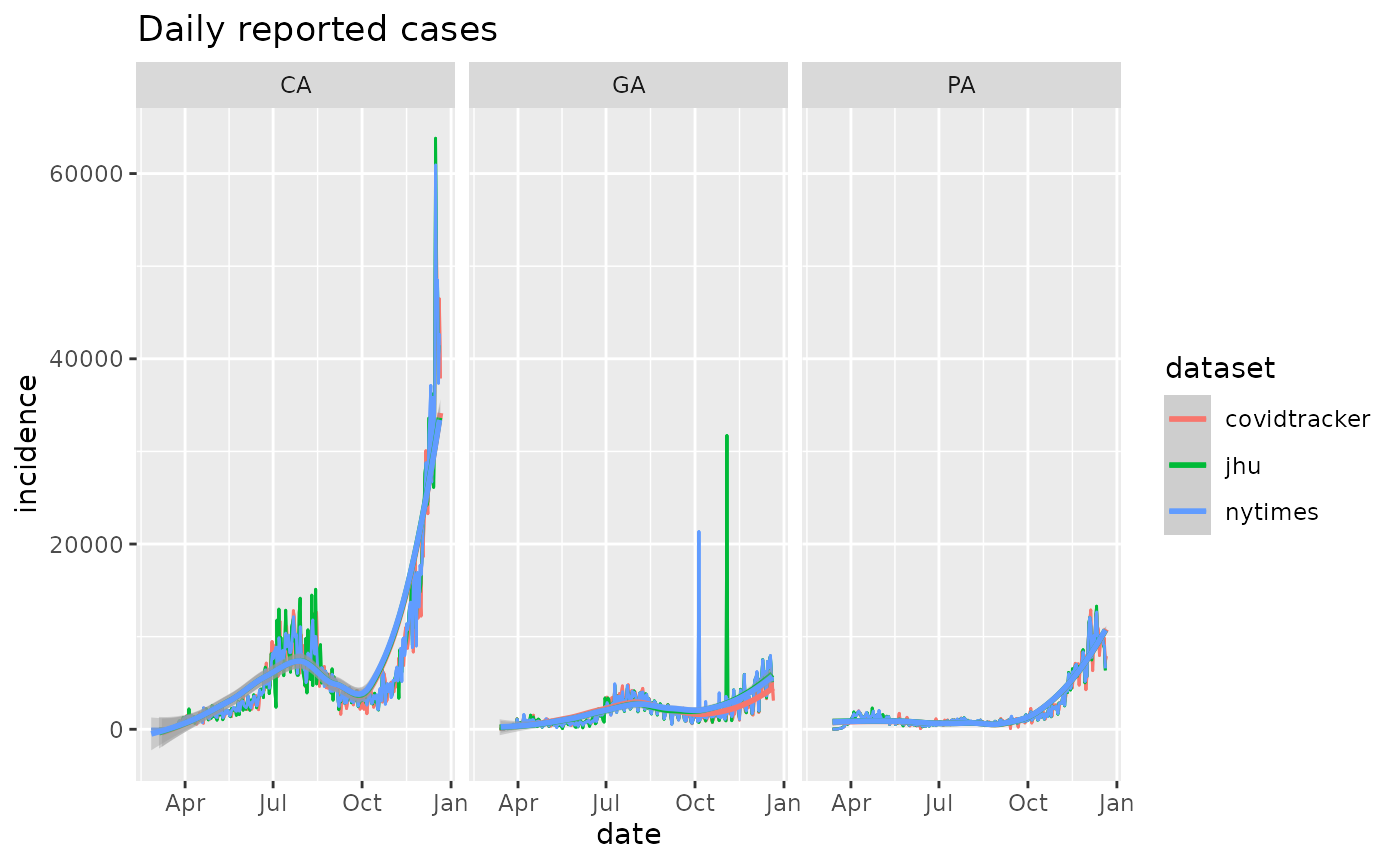 Daily reported cases
CA GA PA
60000
40000
20000
0
incidence
Apr Jul Oct Jan Apr Jul Oct Jan Apr Jul Oct Jan
date
dataset
covidtracker
jhu
nytimes